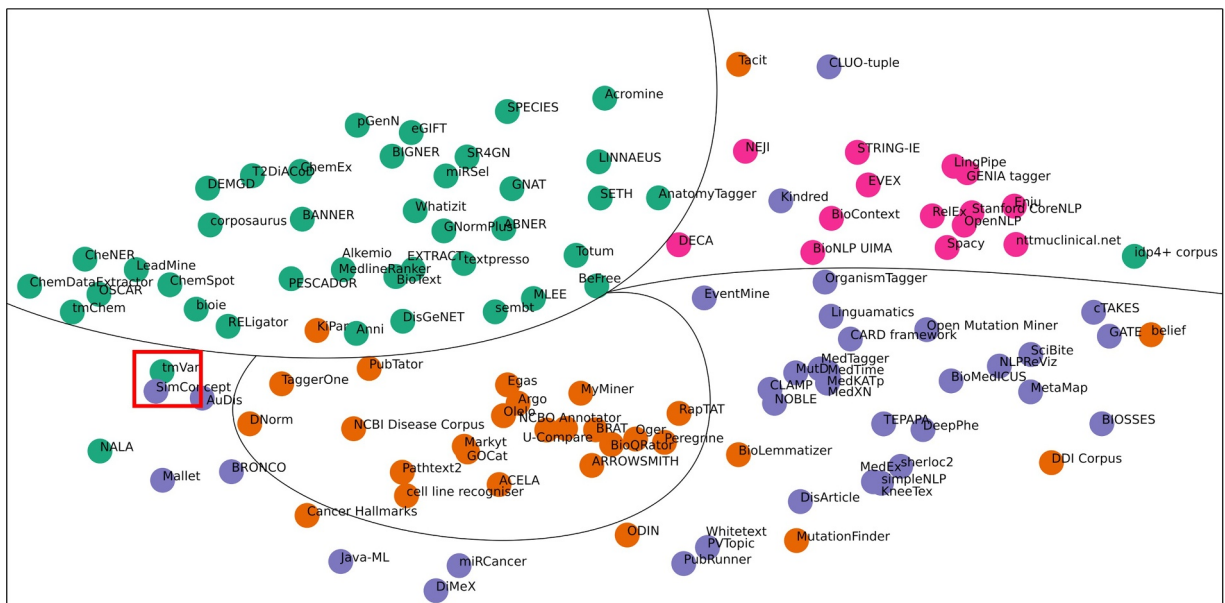 Tacit
CLUO-tuple
Acromine
SPECIES
pGenN
eGIFT
BIGNER
SR4GN
miRSel
LINNAEUS
NEJI
STRING-IE
LingPipe
GENIA tagger
EVEX
T2DiACoD
ChemEx
DEMGD
GNAT
SETH
AnatomyTagger
Kindred
Whatizit
BioContext
RelEx
Enju
Stanford CoreNLP
OpenNLP
corposaurus
BANNER
GNormPlus
ABNER
DECA
BioNLP UIMA
Spacy
nttmuclinical.net
idp4+ corpus
CheNER
LeadMine
Alkemio
EXTRACT
textpresso
Totum
ChemDataExtractor
OSCAR
ChemSpot
PESCADOR
MedlineRanker
BioText
BeFree
OrganismTagger
tmChem
bioie
MLEE
sembt
EventMine
RELigator
KiPar
Anni
DisGeNET
Linguamatics
CARD framework
Open Mutation Miner
cTAKES
GATE
belief
tmVar
SimConcept
AuDis
TaggerOne
PubTator
Egas
Argo
Olelo
MyMiner
MutD
MedTagger
MedTime
MedKATp
MedXN
CLAMP
NOBLE
SciBite
NLPReViz
BioMedICUS
MetaMap
DNorm
NCBI Disease Corpus
NCBO Annotator
U-Compare
BRAT
Oger
BioQRator
RapTAT
Peregrine
TEPAPA
DeepPhe
BIOSSES
NALA
Markyt
GOCat
ARROWSMITH
BioLemmatizer
DDI Corpus
Mallet
BRONCO
Pathtext2
cell line recogniser
ACELA
MedEx
sherloc2
simpleNLP
KneeTex
Cancer Hallmarks
DisArticle
ODIN
Whitetext
PVTopic
PubRunner
MutationFinder
Java-ML
miRCancer
DiMeX